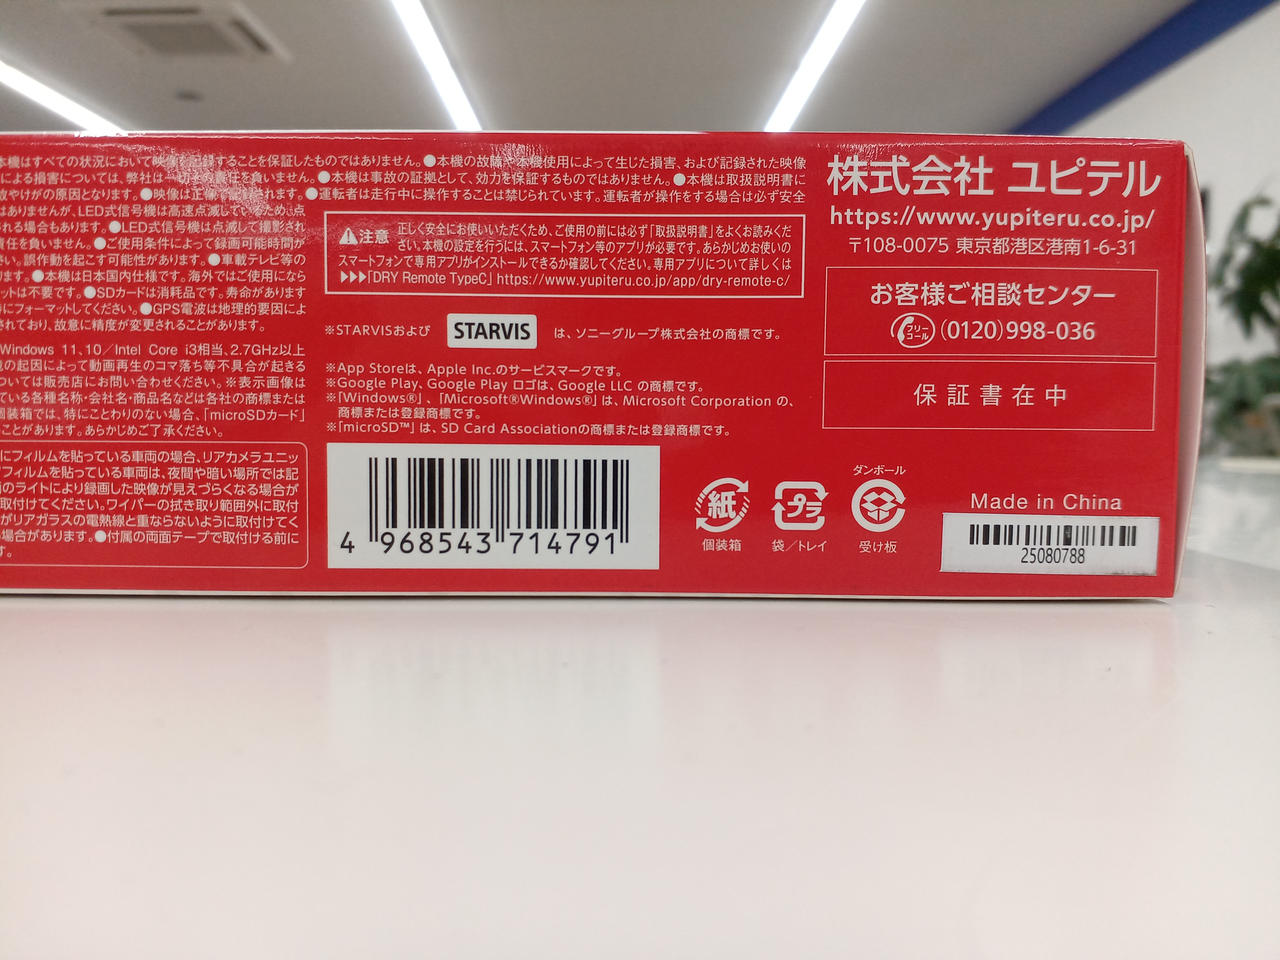 本機はすべての状況において映像を記録することを保証したものではありません。●本機の故障や本機使用によって生じた損害、および記録された映像
による損害については、弊社は一切その責任を負いません。●本機は事故の証拠として、効力を保証するものではありません。●本機は取扱説明書に
やけの原因となります。●映像は正像で記録されます。●運転者は走行中に操作することは禁じられています。運転者が操作をする場合は必ず安全
はありませんが、LED式信号機は高速点滅しているため、点
される場合もあります。●LED式信号機は点滅して撮影され
責任を負いません。●ご使用条件によって録画可能時間が
さい。誤作動を起こす可能性があります。●車載テレビ等の
ります。●本機は日本国内仕様です。海外ではご使用になら
ットは不要です。●SDカードは消耗品です。寿命があります
にフォーマットしてください。●GPS電波は地理的要因によ
されており、故意に精度が変更されることがあります。
Windows 11、10／Intel Core i3相当、2.7GHz以上
の起因によって動画再生のコマ落ち等不具合が起きる
ついては販売店にお問い合わせください。※表示画像は
ている各種名称・会社名・商品名などは各社の商標または
個装箱では、特にことわりのない場合、「microSDカード」
ことがあります。あらかじめご了承ください。
にフィルムを貼っている車両の場合、リアカメラユニッ
フィルムを貼っている車両は、夜間や暗い場所では記
のライトにより録画した映像が見えづらくなる場合が
取付けてください。ワイパーの拭き取り範囲外に取付
がリアガラスの電熱線と重ならないように取付けてく
場合があります。●付属の両面テープで取付ける前に
す。
注意
正しく安全にお使いいただくため、ご使用の前には必ず「取扱説明書」をよくお読みくだ
さい。本機の設定を行うには、スマートフォン等のアプリが必要です。あらかじめお使いの
スマートフォンで専用アプリがインストールできるか確認してください。専用アプリについて詳しくは
▶▶▶「DRY Remote TypeC」https://www.yupiteru.co.jp/app/dry-remote-c/
※STARVISおよび STARVIS は、ソニーグループ株式会社の商標です。
※App Storeは、Apple Inc.のサービスマークです。
※Google Play、Google Play ロゴは、Google LLC の商標です。
※「Windows®」、「Microsoft®Windows®」は、Microsoft Corporation の、
商標または登録商標です。
※「microSD™」は、SD Card Associationの商標または登録商標です。
4 968543 714791
紙
個装箱
プラ
袋／トレイ
ダンボール
受け板
株式会社 ユピテル
https://www.yupiteru.co.jp/
〒108-0075 東京都港区港南1-6-31
お客様ご相談センター
フリーコール (0120)998-036
保証書在中
Made in China
25080788